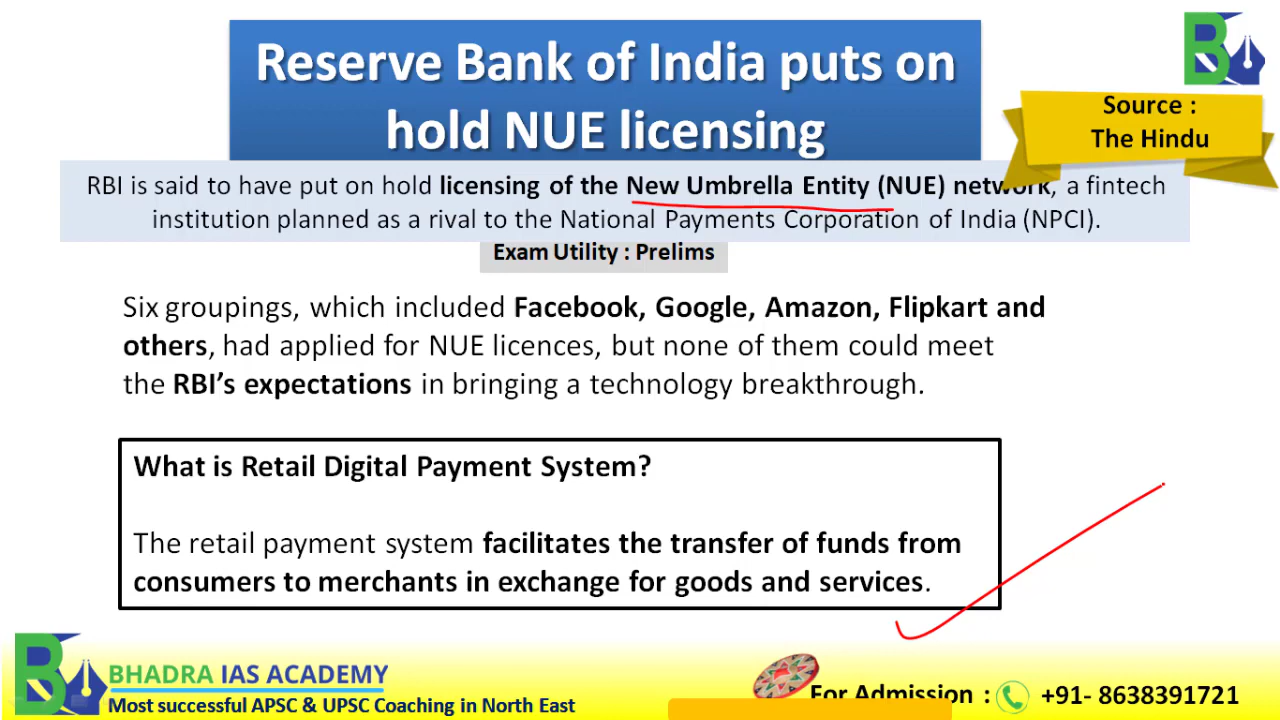 Reserve Bank of India puts on
hold NUE licensing
Source :
The Hindu
RBI is said to have put on hold licensing of the New Umbrella Entity (NUE) network, a fintech
institution planned as a rival to the National Payments Corporation of India (NPCI).
Exam Utility : Prelims
Six groupings, which included Facebook, Google, Amazon, Flipkart and
others, had applied for NUE licences, but none of them could meet
the RBI’s expectations in bringing a technology breakthrough.
What is Retail Digital Payment System?
The retail payment system facilitates the transfer of funds from
consumers to merchants in exchange for goods and services.
BHADRA IAS ACADEMY
Most successful APSC & UPSC Coaching in North East
For Admission : +91- 8638391721